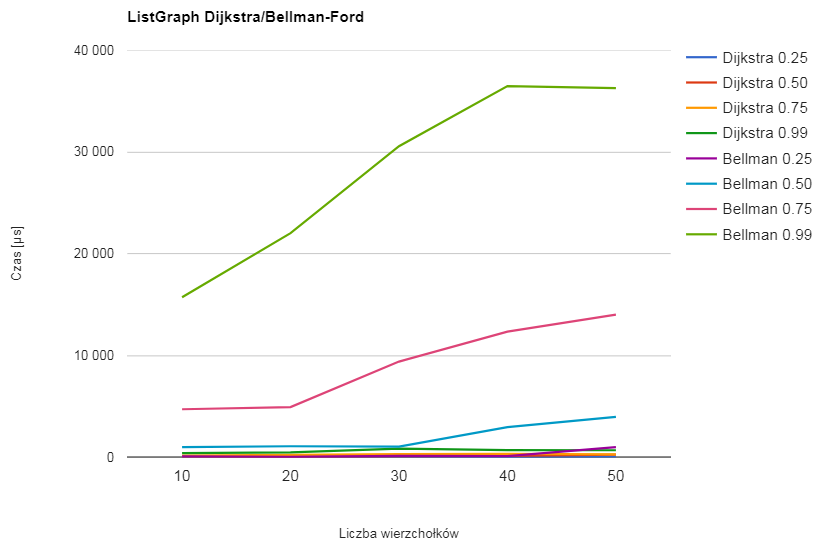 ListGraph Dijkstra/Bellman-Ford
40 000
30 000
20 000
10 000
0
Czas [µs]
10
20
30
40
50
Liczba wierzchołków
Dijkstra 0.25
Dijkstra 0.50
Dijkstra 0.75
Dijkstra 0.99
Bellman 0.25
Bellman 0.50
Bellman 0.75
Bellman 0.99